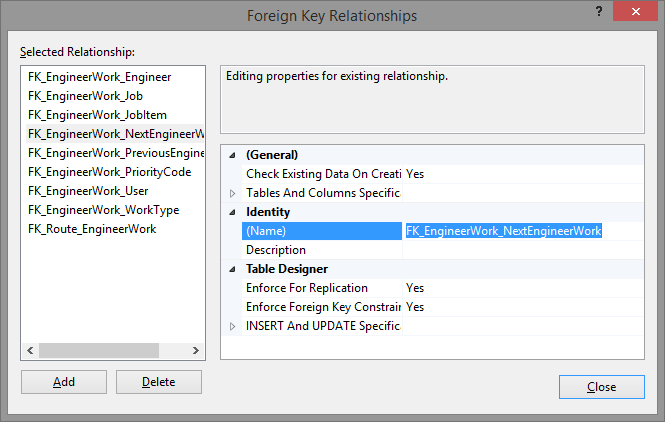 Foreign Key Relationships
?
Selected Relationship:
FK_EngineerWork_Engineer
FK_EngineerWork_Job
FK_EngineerWork_JobItem
FK_EngineerWork_NextEngineerW
FK_EngineerWork_PreviousEngine
FK_EngineerWork_PriorityCode
FK_EngineerWork_User
FK_EngineerWork_WorkType
FK_Route_EngineerWork
Add Delete
Editing properties for existing relationship.
(General)
Check Existing Data On Creati Yes
Tables And Columns Specific
Identity
(Name) FK_EngineerWork_NextEngineerWork
Description
Table Designer
Enforce For Replication Yes
Enforce Foreign Key Constrain Yes
INSERT And UPDATE Specific
Close